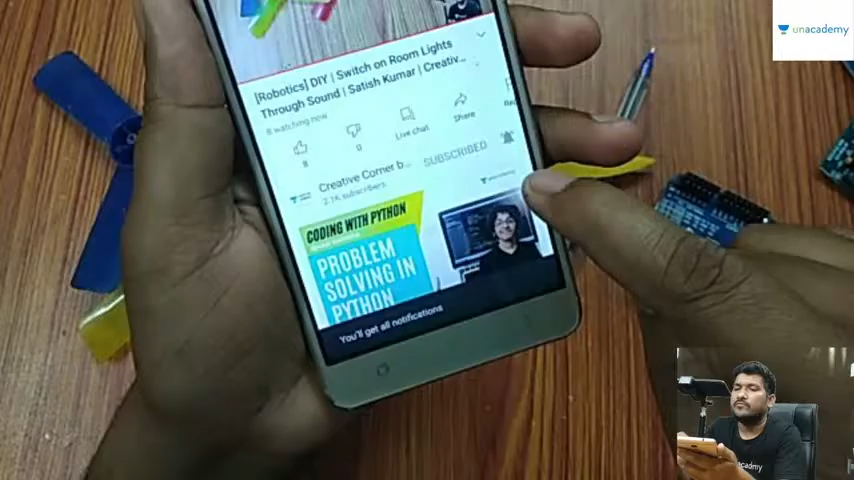 unacademy
[Robotics] DIY | Switch on Room Lights
Through Sound | Satish Kumar | Creativ...
8 watching now
8
0
Live chat
Share
Creative Corner b...
SUBSCRIBED
2.1K subscribers
CODING WITH PYTHON
PROBLEM
SOLVING IN
PYTHON
You'll get all notifications
academy